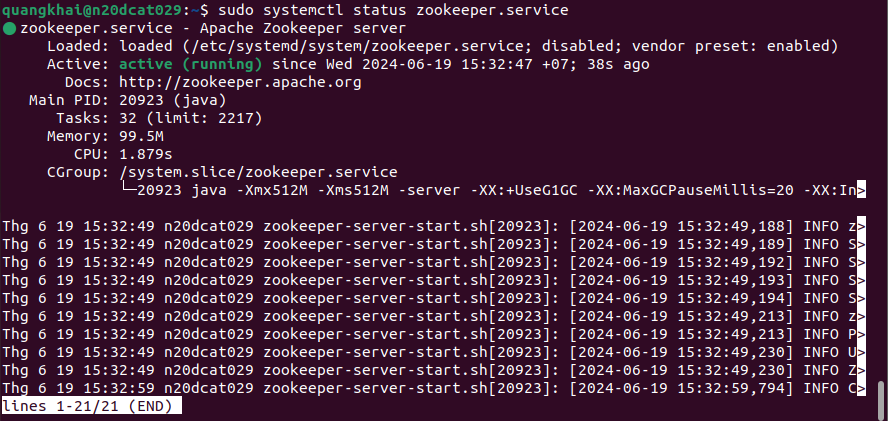 quangkhai@n20dcat029:~$ sudo systemctl status zookeeper.service
● zookeeper.service - Apache Zookeeper server
     Loaded: loaded (/etc/systemd/system/zookeeper.service; disabled; vendor preset: enabled)
     Active: active (running) since Wed 2024-06-19 15:32:47 +07; 38s ago
       Docs: http://zookeeper.apache.org
   Main PID: 20923 (java)
      Tasks: 32 (limit: 2217)
     Memory: 99.5M
        CPU: 1.879s
     CGroup: /system.slice/zookeeper.service
             └─20923 java -Xmx512M -Xms512M -server -XX:+UseG1GC -XX:MaxGCPauseMillis=20 -XX:In>
Thg 6 19 15:32:49 n20dcat029 zookeeper-server-start.sh[20923]: [2024-06-19 15:32:49,188] INFO z>
Thg 6 19 15:32:49 n20dcat029 zookeeper-server-start.sh[20923]: [2024-06-19 15:32:49,189] INFO S>
Thg 6 19 15:32:49 n20dcat029 zookeeper-server-start.sh[20923]: [2024-06-19 15:32:49,192] INFO S>
Thg 6 19 15:32:49 n20dcat029 zookeeper-server-start.sh[20923]: [2024-06-19 15:32:49,193] INFO S>
Thg 6 19 15:32:49 n20dcat029 zookeeper-server-start.sh[20923]: [2024-06-19 15:32:49,194] INFO S>
Thg 6 19 15:32:49 n20dcat029 zookeeper-server-start.sh[20923]: [2024-06-19 15:32:49,213] INFO z>
Thg 6 19 15:32:49 n20dcat029 zookeeper-server-start.sh[20923]: [2024-06-19 15:32:49,213] INFO P>
Thg 6 19 15:32:49 n20dcat029 zookeeper-server-start.sh[20923]: [2024-06-19 15:32:49,230] INFO U>
Thg 6 19 15:32:49 n20dcat029 zookeeper-server-start.sh[20923]: [2024-06-19 15:32:49,230] INFO Z>
Thg 6 19 15:32:59 n20dcat029 zookeeper-server-start.sh[20923]: [2024-06-19 15:32:59,794] INFO C>
lines 1-21/21 (END)